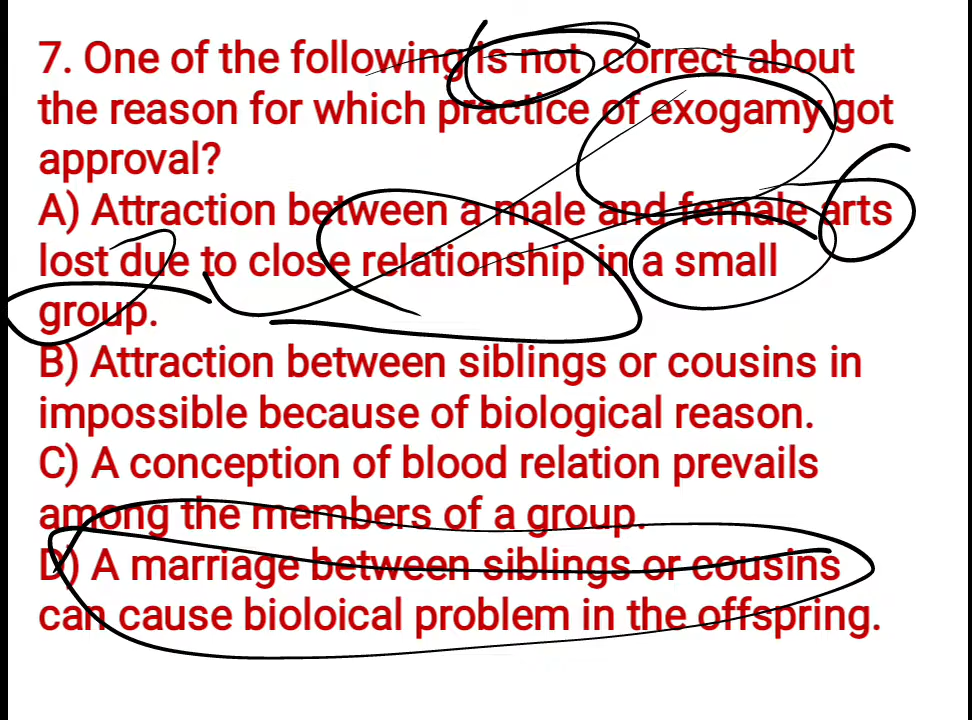 7. One of the following is not correct about
the reason for which practice of exogamy got
approval?
A) Attraction between a male and female arts
lost due to close relationship in a small
group.
B) Attraction between siblings or cousins in
impossible because of biological reason.
C) A conception of blood relation prevails
among the members of a group.
D) A marriage between siblings or cousins
can cause bioloical problem in the offspring.